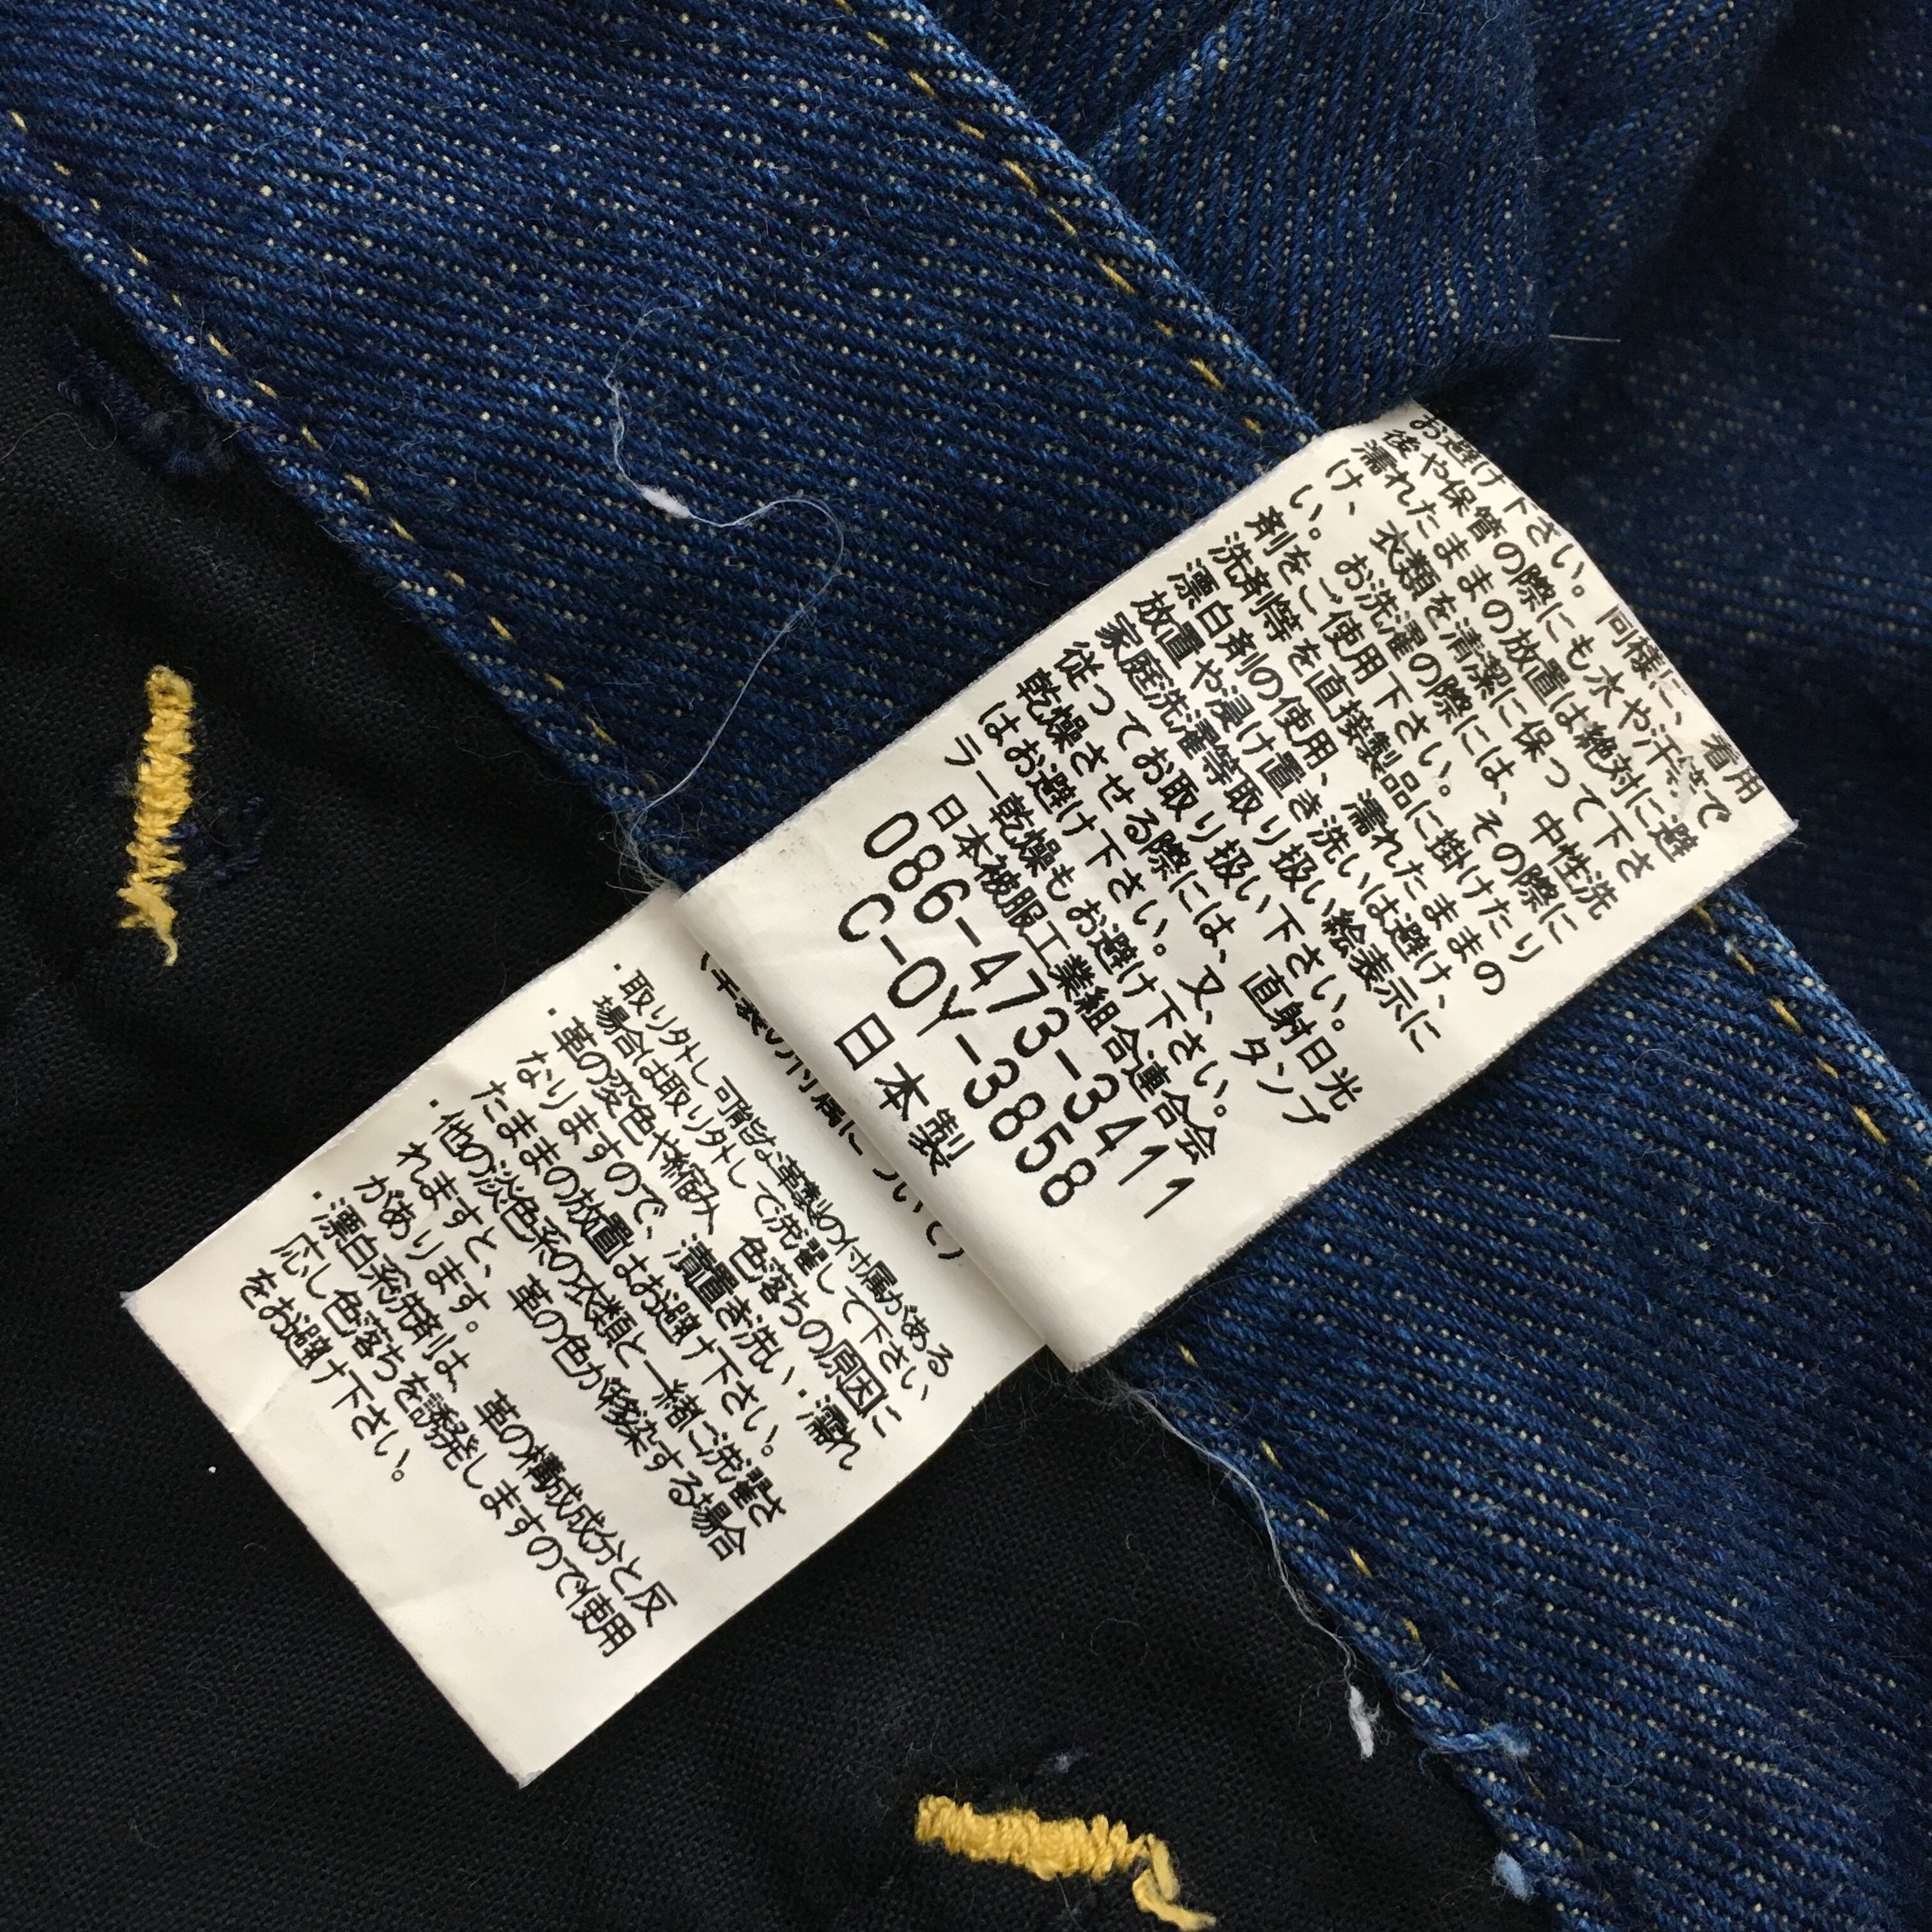 お避け下さい。同様に、着用
後や保管の際にも水や汗等で
濡れたままの放置は絶対に避
け、衣類を清潔に保って下さ
い。お洗濯の際には、中性洗
剤をご使用下さい。その際に
洗剤等を直接製品に掛けたり
漂白剤の使用、濡れたままの
放置や浸け置き洗いは避け、
家庭洗濯等取り扱い絵表示に
従ってお取り扱い下さい。
乾燥させる際には、直射日光
はお避け下さい。又、タンブ
ラー乾燥もお避け下さい。
日本被服工業組合連合会
086-473-3411
C-OY-3858
日本製
(革製の付属について)
・取り外し可能な革製の付属がある
場合は取り外して洗濯して下さい、
・革の変色や縮み、色落ちの原因に
なりますので、漬置き洗い・濡れ
たままの放置はお避け下さい。
・他の淡色系の衣類と一緒に洗濯さ
れますと、革の色が移染する場合
があります。
・漂白系洗剤は、革の構成成分と反
応し色落ちを誘発しますので使用
をお避け下さい。